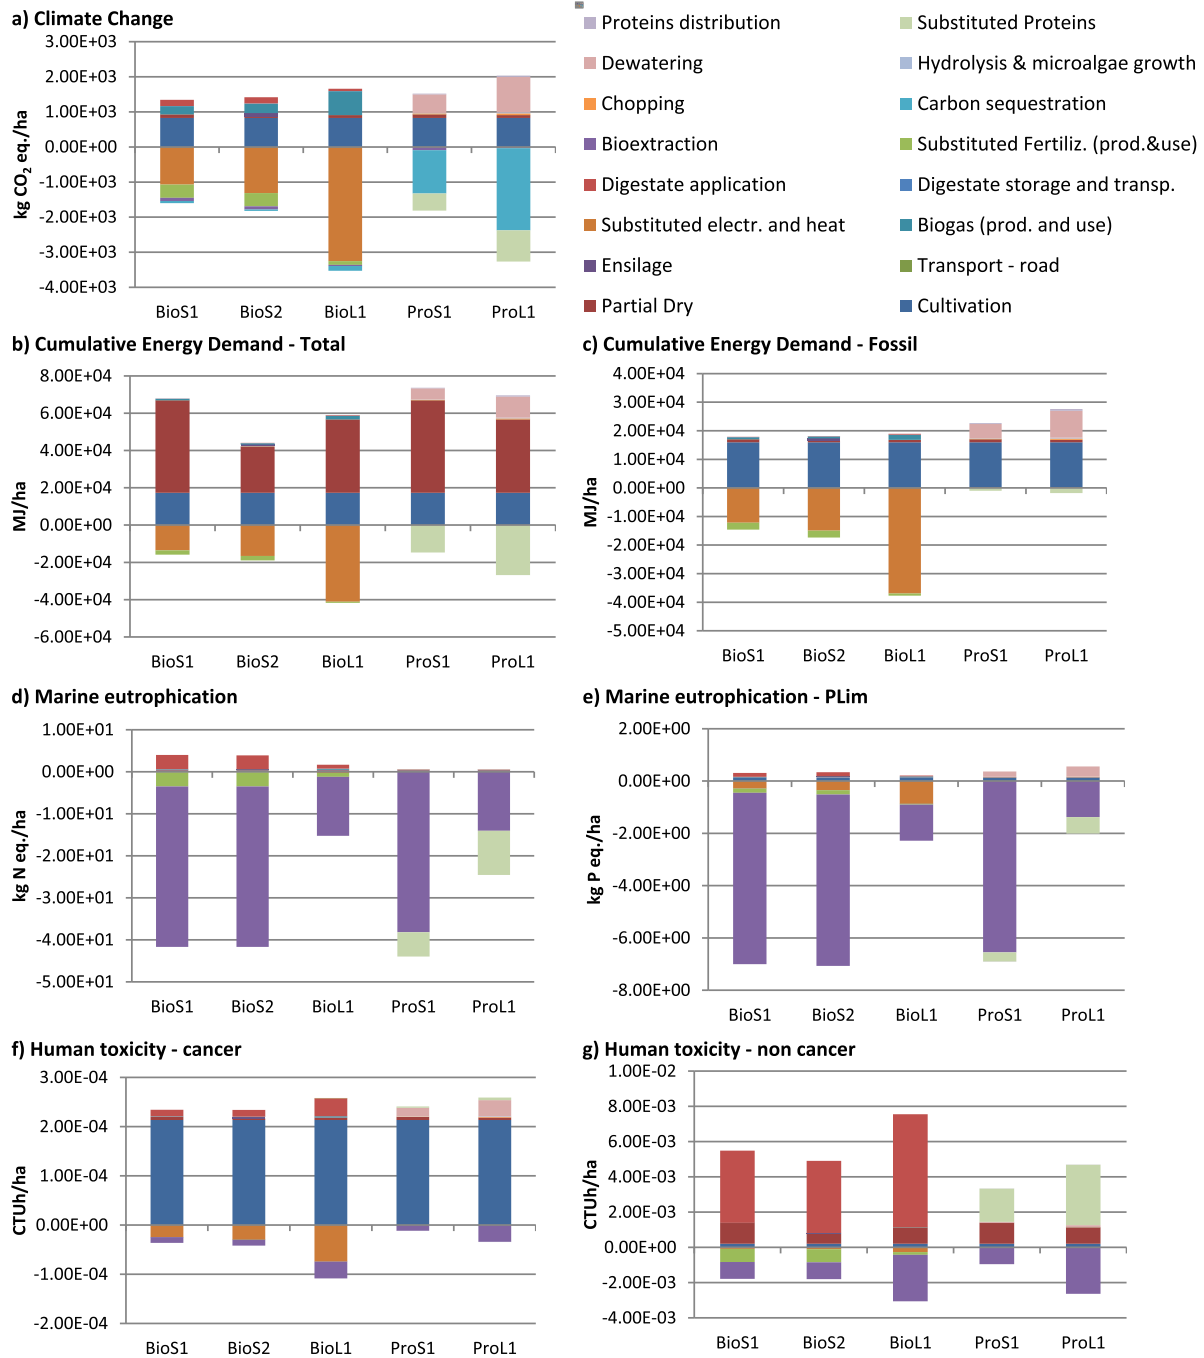 a) Climate Change
3.00E+03
2.00E+03
1.00E+03
0.00E+00
-1.00E+03
-2.00E+03
-3.00E+03
-4.00E+03
kg CO2 eq./ha
BioS1 BioS2 BioL1 ProS1 ProL1
Proteins distribution Substituted Proteins
Dewatering Hydrolysis & microalgae growth
Chopping Carbon sequestration
Bioextraction Substituted Fertiliz. (prod.&use)
Digestate application Digestate storage and transp.
Substituted electr. and heat Biogas (prod. and use)
Ensilage Transport - road
Partial Dry Cultivation
b) Cumulative Energy Demand - Total
8.00E+04
6.00E+04
4.00E+04
2.00E+04
0.00E+00
-2.00E+04
-4.00E+04
-6.00E+04
MJ/ha
BioS1 BioS2 BioL1 ProS1 ProL1
c) Cumulative Energy Demand - Fossil
4.00E+04
3.00E+04
2.00E+04
1.00E+04
0.00E+00
-1.00E+04
-2.00E+04
-3.00E+04
-4.00E+04
-5.00E+04
MJ/ha
BioS1 BioS2 BioL1 ProS1 ProL1
d) Marine eutrophication
1.00E+01
0.00E+00
-1.00E+01
-2.00E+01
-3.00E+01
-4.00E+01
-5.00E+01
kg N eq./ha
BioS1 BioS2 BioL1 ProS1 ProL1
e) Marine eutrophication - PLim
2.00E+00
0.00E+00
-2.00E+00
-4.00E+00
-6.00E+00
-8.00E+00
kg P eq./ha
BioS1 BioS2 BioL1 ProS1 ProL1
f) Human toxicity - cancer
3.00E-04
2.00E-04
1.00E-04
0.00E+00
-1.00E-04
-2.00E-04
CTUh/ha
BioS1 BioS2 BioL1 ProS1 ProL1
g) Human toxicity - non cancer
1.00E-02
8.00E-03
6.00E-03
4.00E-03
2.00E-03
0.00E+00
-2.00E-03
-4.00E-03
CTUh/ha
BioS1 BioS2 BioL1 ProS1 ProL1